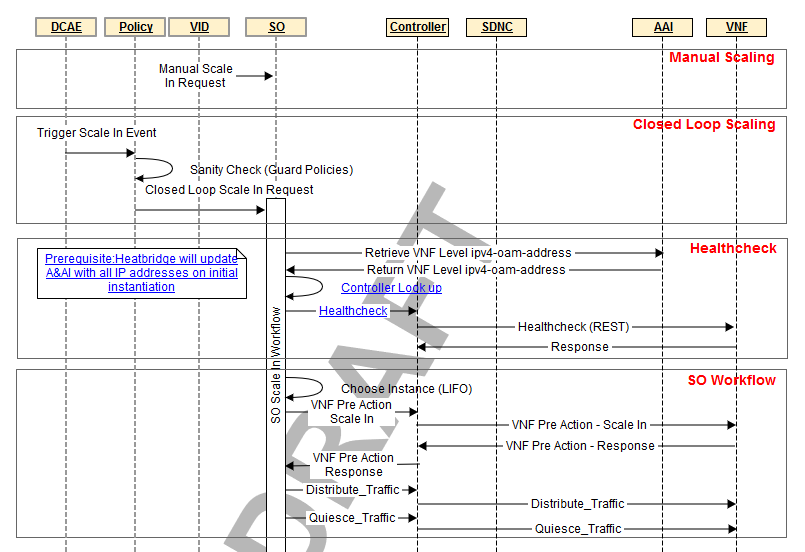 DCAE Policy VID SO Controller SDNC AAI VNF
Manual Scaling
Manual Scale
In Request
Closed Loop Scaling
Trigger Scale In Event
Sanity Check (Guard Policies)
Closed Loop Scale In Request
Healthcheck
Prerequisite:Heatbridge will update
A&AI with all IP addresses on initial
instantiation
Retrieve VNF Level ipv4-oam-address
Return VNF Level ipv4-oam-address
Controller Look up
Healthcheck
Healthcheck (REST)
Response
SO Scale In Workflow
SO Workflow
Choose Instance (LIFO)
VNF Pre Action
Scale In
VNF Pre Action - Scale In
VNF Pre Action - Response
VNF Pre Action
Response
Distribute_Traffic
Distribute_Traffic
Quiesce_Traffic
Quiesce_Traffic
DRAFT